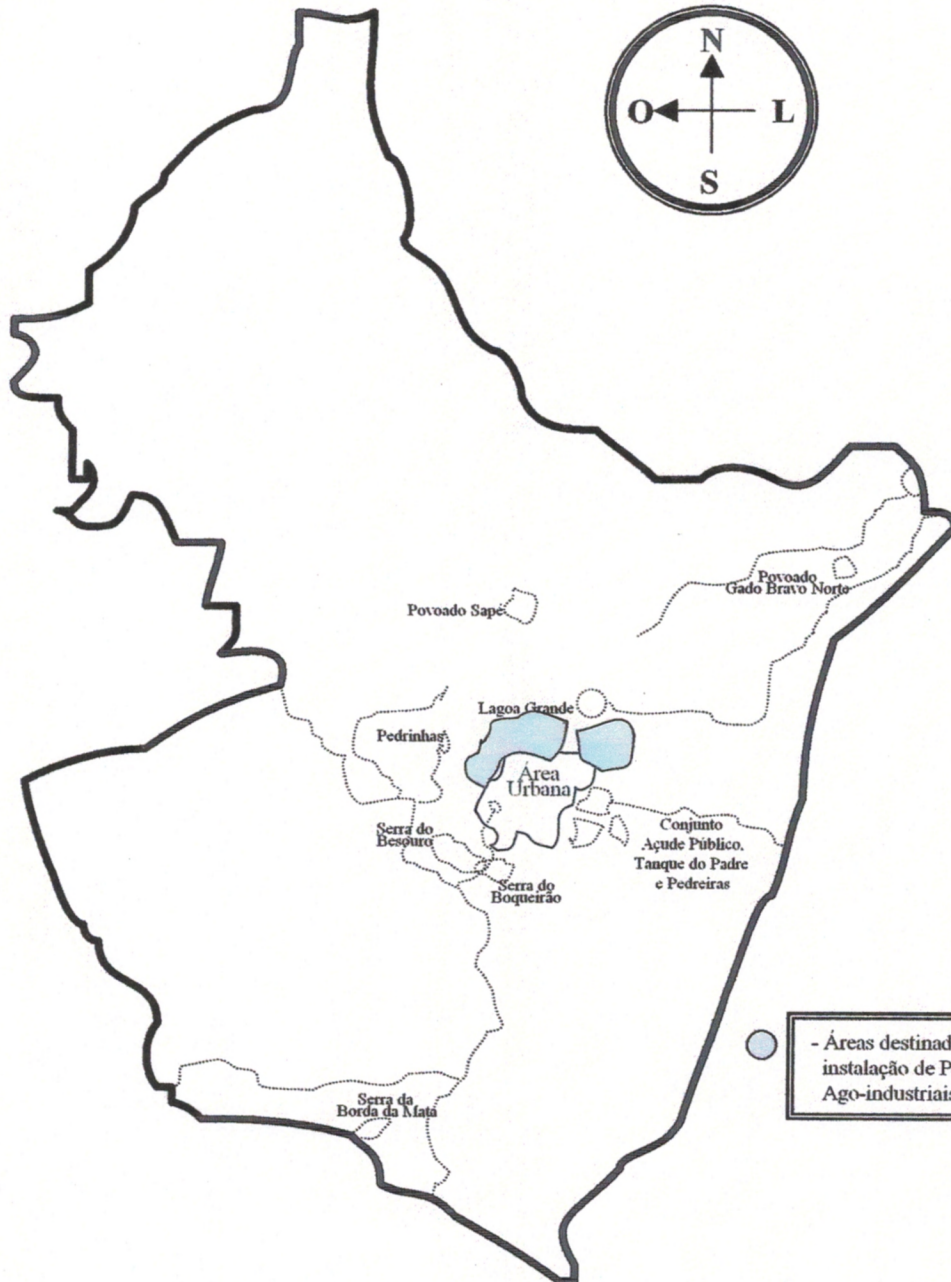 N
O
L
S
Povoado
Gado Bravo Norte
Povoado Sapé
Lagoa Grande
Pedrinhas
Área
Urbana
Serra do
Besouro
Conjunto
Açude Público,
Tanque do Padre
e Pedreiras
Serra do
Boqueirão
- Áreas
instalação de
Ago-industriais
Serra da
Borda da Mata